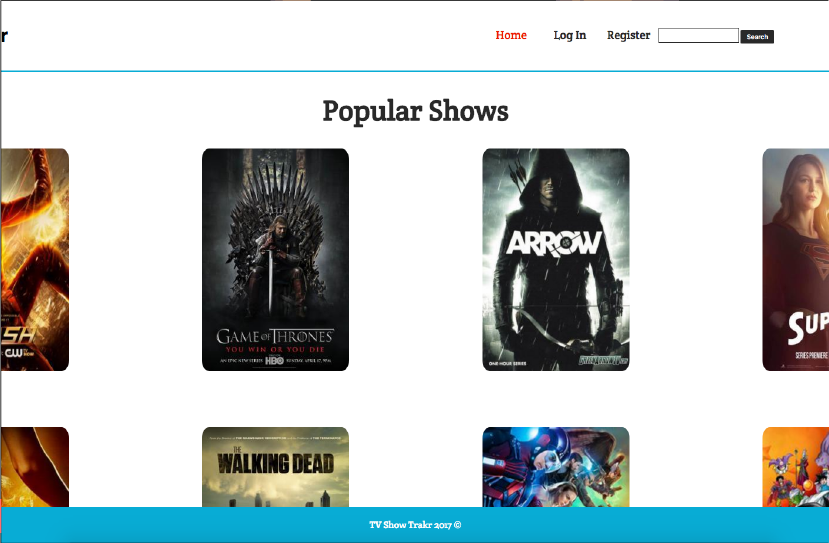 r
Home
Log In
Register
Search
Popular Shows
SH
CW
GAME OF THRONES
YOU WIN OR YOU DIE
AN EPIC NEW SERIES HBO SUNDAY, APRIL 17, 9PM
ARROW
ONE HOUR SERIES
SUP
SERIES PREMIERE
THE
WALKING DEAD
TV Show Trakr 2017 ©